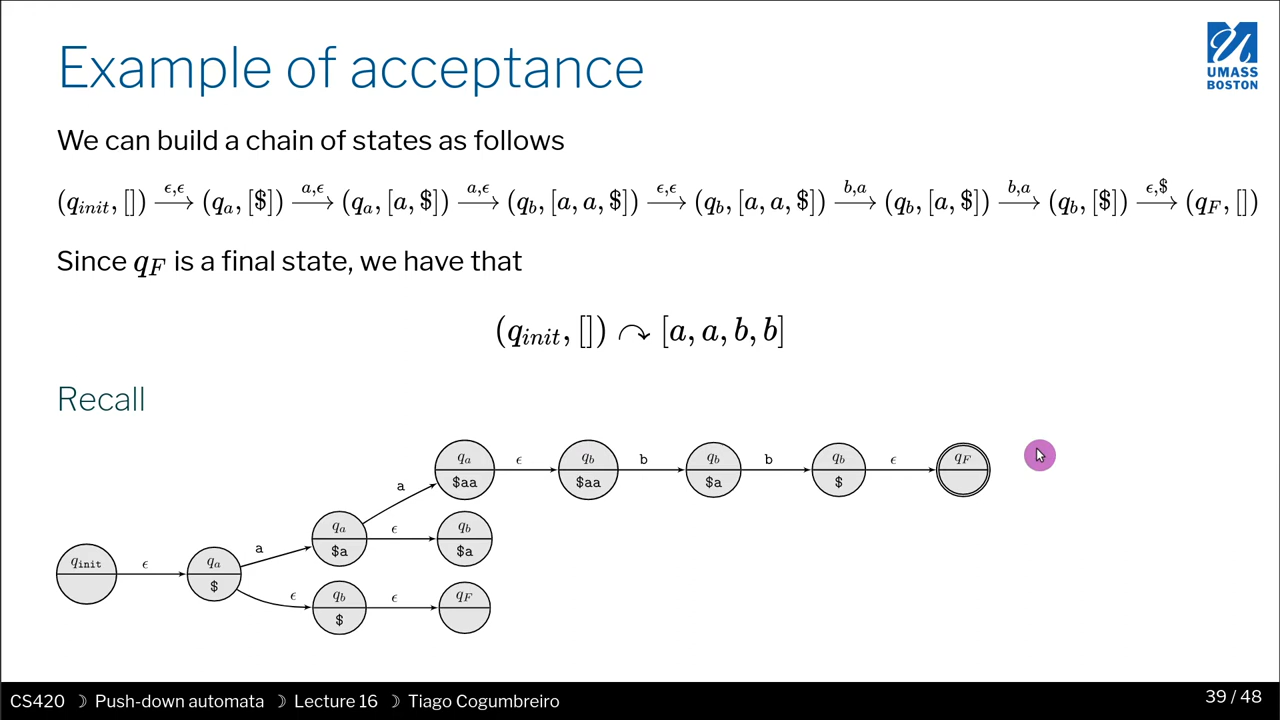 Example of acceptance
UMASS
BOSTON
We can build a chain of states as follows
(q_init, []) —ϵ,ϵ→ (q_a, [$]) —a,ϵ→ (q_a, [a, $]) —a,ϵ→ (q_b, [a, a, $]) —ϵ,ϵ→ (q_b, [a, a, $]) —b,a→ (q_b, [a, $]) —b,a→ (q_b, [$]) —ϵ,$→ (q_F, [])
Since q_F is a final state, we have that
(q_init, []) ↷ [a, a, b, b]
Recall
q_a ϵ q_b b q_b b q_b ϵ q_F
$aa $aa $a $
a
q_a ϵ q_b
$a $a
a
q_init ϵ q_a
$
ϵ q_b ϵ q_F
$
CS420 ☽ Push-down automata ☽ Lecture 16 ☽ Tiago Cogumbreiro
39 / 48